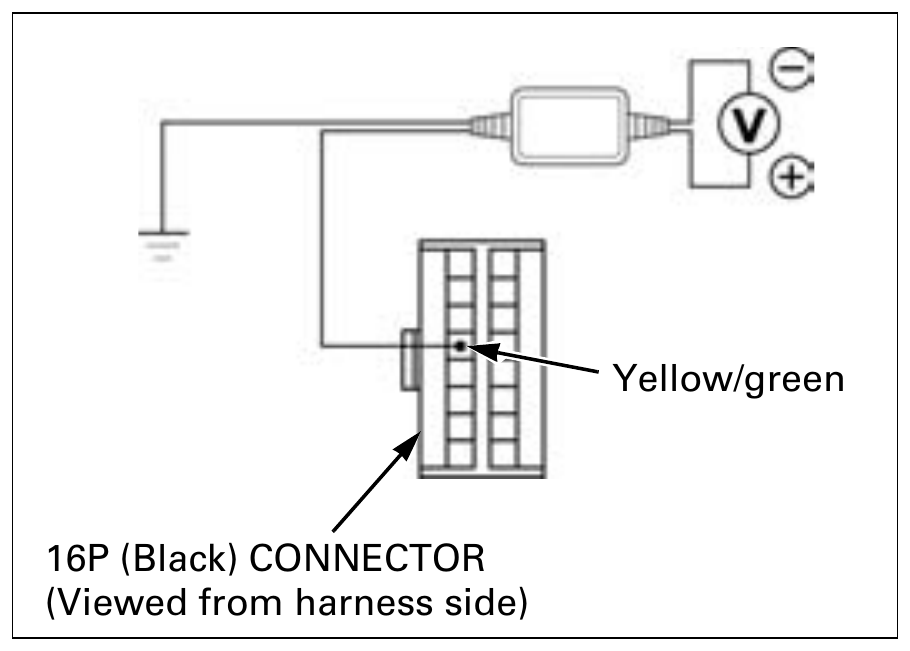 −
V
+
Yellow/green
16P (Black) CONNECTOR
(Viewed from harness side)